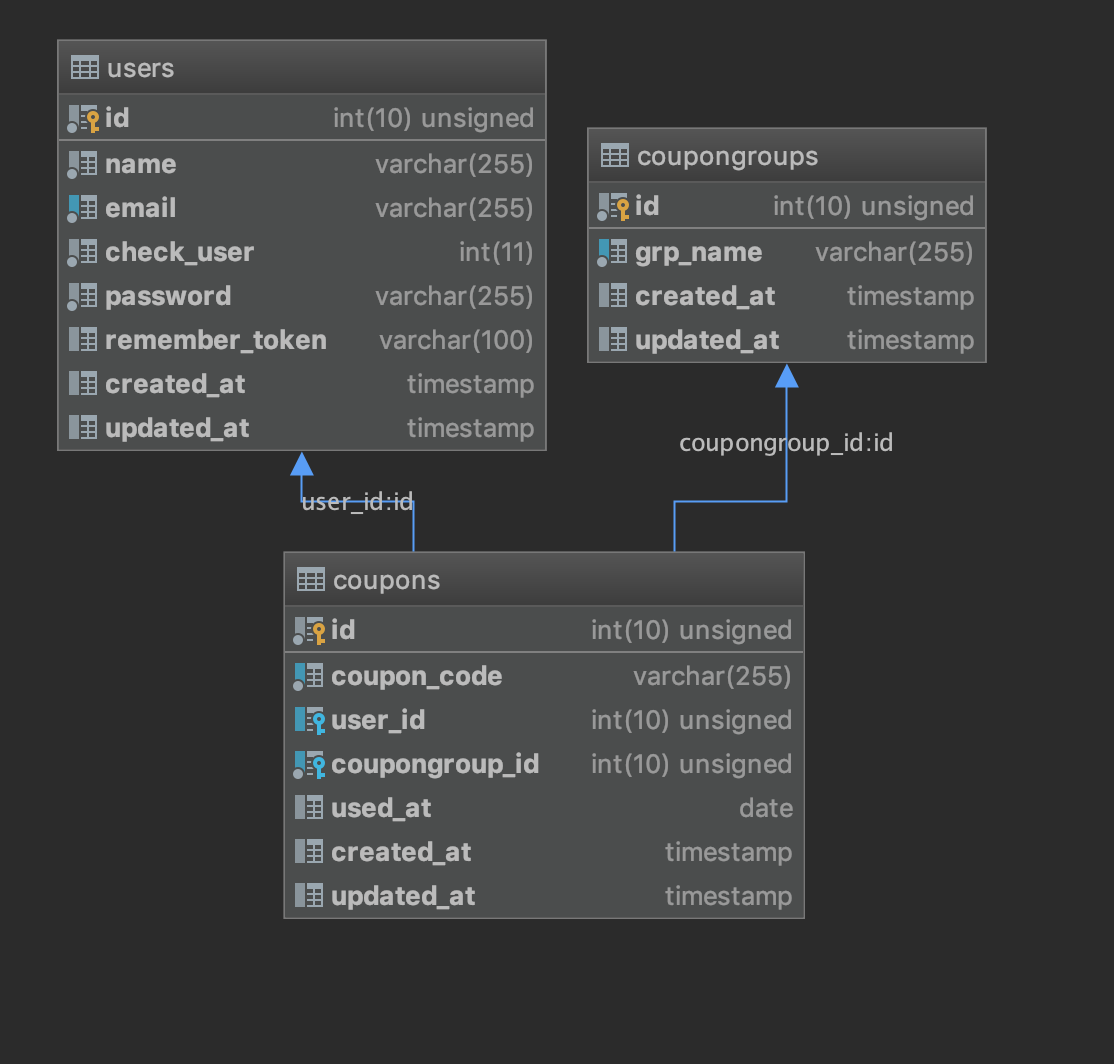 users
id int(10) unsigned
name varchar(255)
email varchar(255)
check_user int(11)
password varchar(255)
remember_token varchar(100)
created_at timestamp
updated_at timestamp
coupongroups
id int(10) unsigned
grp_name varchar(255)
created_at timestamp
updated_at timestamp
coupongroup_id:id
user_id:id
coupons
id int(10) unsigned
coupon_code varchar(255)
user_id int(10) unsigned
coupongroup_id int(10) unsigned
used_at date
created_at timestamp
updated_at timestamp